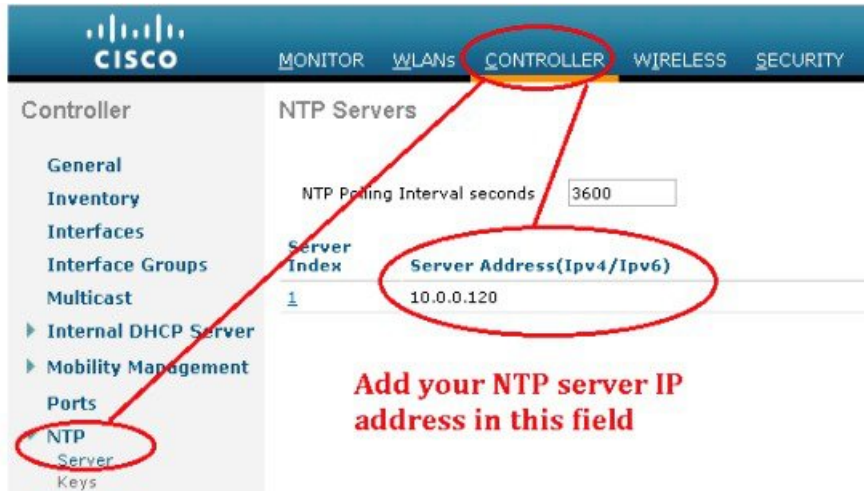 CISCO
MONITOR WLANs CONTROLLER WIRELESS SECURITY
Controller
General
Inventory
Interfaces
Interface Groups
Multicast
Internal DHCP Server
Mobility Management
Ports
NTP
Server
Keys
NTP Servers
NTP Polling Interval seconds 3600
Server
Index Server Address(Ipv4/Ipv6)
1 10.0.0.120
Add your NTP server IP
address in this field